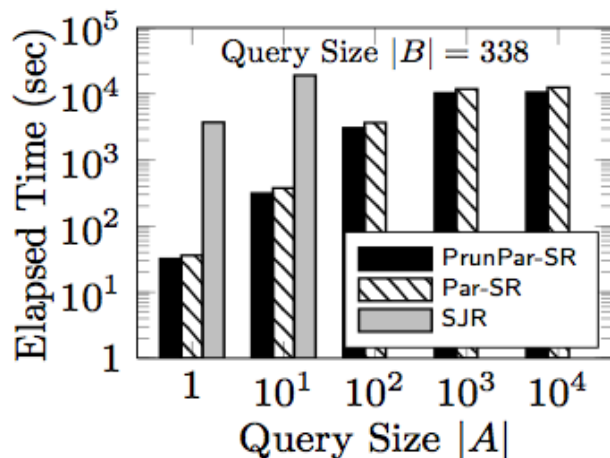 Query Size |B| = 338
Elapsed Time (sec)
10^5
10^4
10^3
10^2
10^1
1
PrunPar-SR
Par-SR
SJR
1 10^1 10^2 10^3 10^4
Query Size |A|